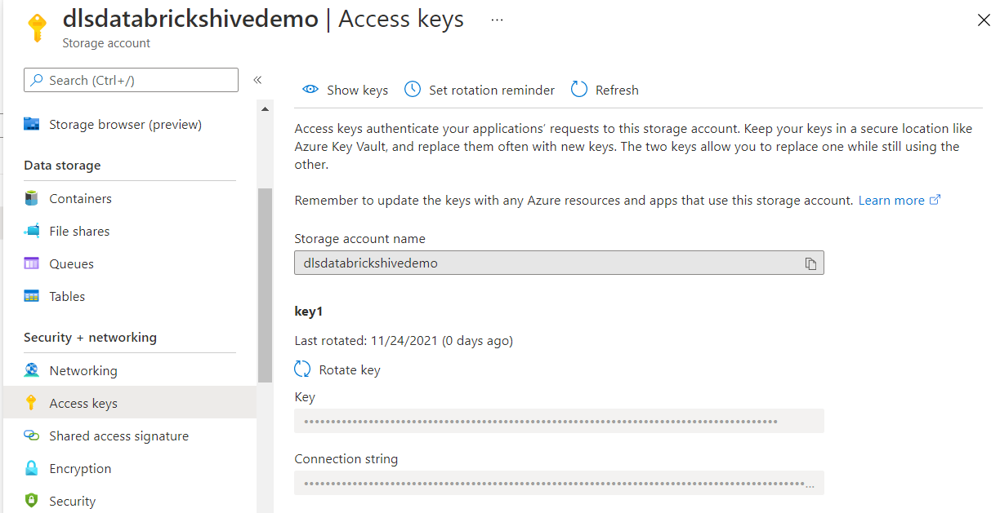 dlsdatabrickshivedemo | Access keys ...
Storage account
Search (Ctrl+/)
«
Storage browser (preview)
Data storage
Containers
File shares
Queues
Tables
Security + networking
Networking
Access keys
Shared access signature
Encryption
Security
Show keys
Set rotation reminder
Refresh
Access keys authenticate your applications' requests to this storage account. Keep your keys in a secure location like
Azure Key Vault, and replace them often with new keys. The two keys allow you to replace one while still using the
other.
Remember to update the keys with any Azure resources and apps that use this storage account. Learn more
Storage account name
dlsdatabrickshivedemo
key1
Last rotated: 11/24/2021 (0 days ago)
Rotate key
Key
Connection string